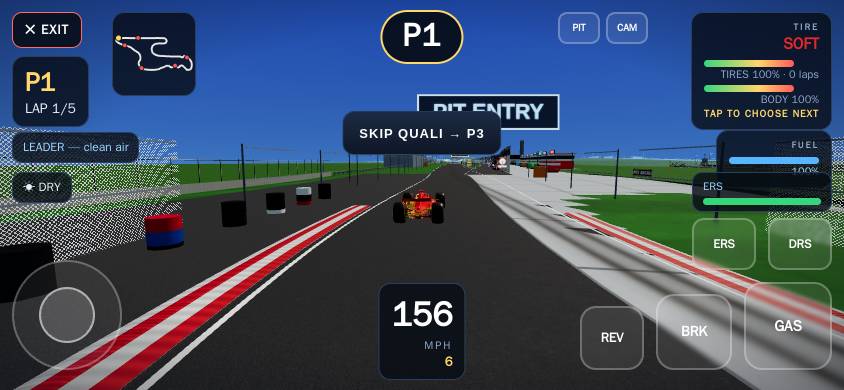 ✕ EXIT
P1
LAP 1/5
LEADER — clean air
☀ DRY
P1
PIT
CAM
PIT ENTRY
SKIP QUALI → P3
TIRE
SOFT
TIRES 100% · 0 laps
BODY 100%
TAP TO CHOOSE NEXT
FUEL
100%
ERS
ERS
DRS
156
MPH
6
REV
BRK
GAS